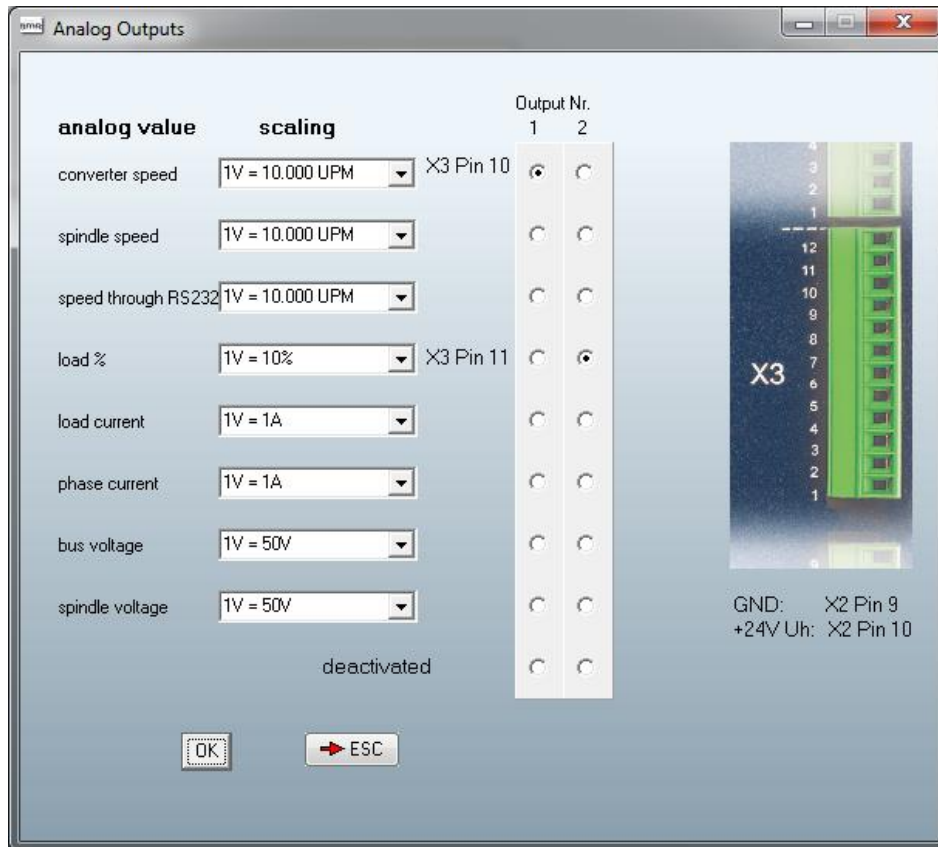 Analog Outputs
Output Nr.
analog value scaling 1 2
converter speed 1V = 10.000 UPM X3 Pin 10
spindle speed 1V = 10.000 UPM
speed through RS232 1V = 10.000 UPM
load % 1V = 10% X3 Pin 11
load current 1V = 1A
phase current 1V = 1A
bus voltage 1V = 50V
spindle voltage 1V = 50V
deactivated
OK
ESC
4
3
2
1
12
11
10
9
8
7
6
5
4
3
2
1
X3
GND: X2 Pin 9
+24V Uh: X2 Pin 10